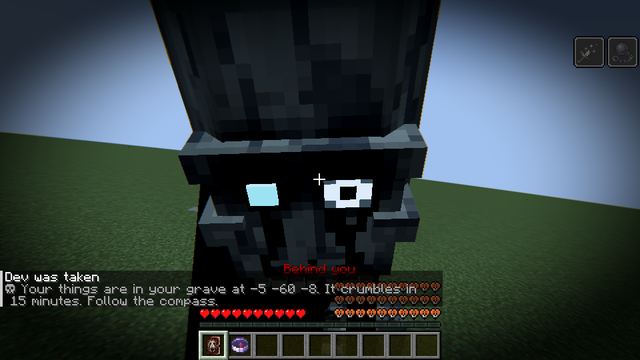 Behind you
Dev was taken
Your things are in your grave at -5 -60 -8. It crumbles in
15 minutes. Follow the compass.